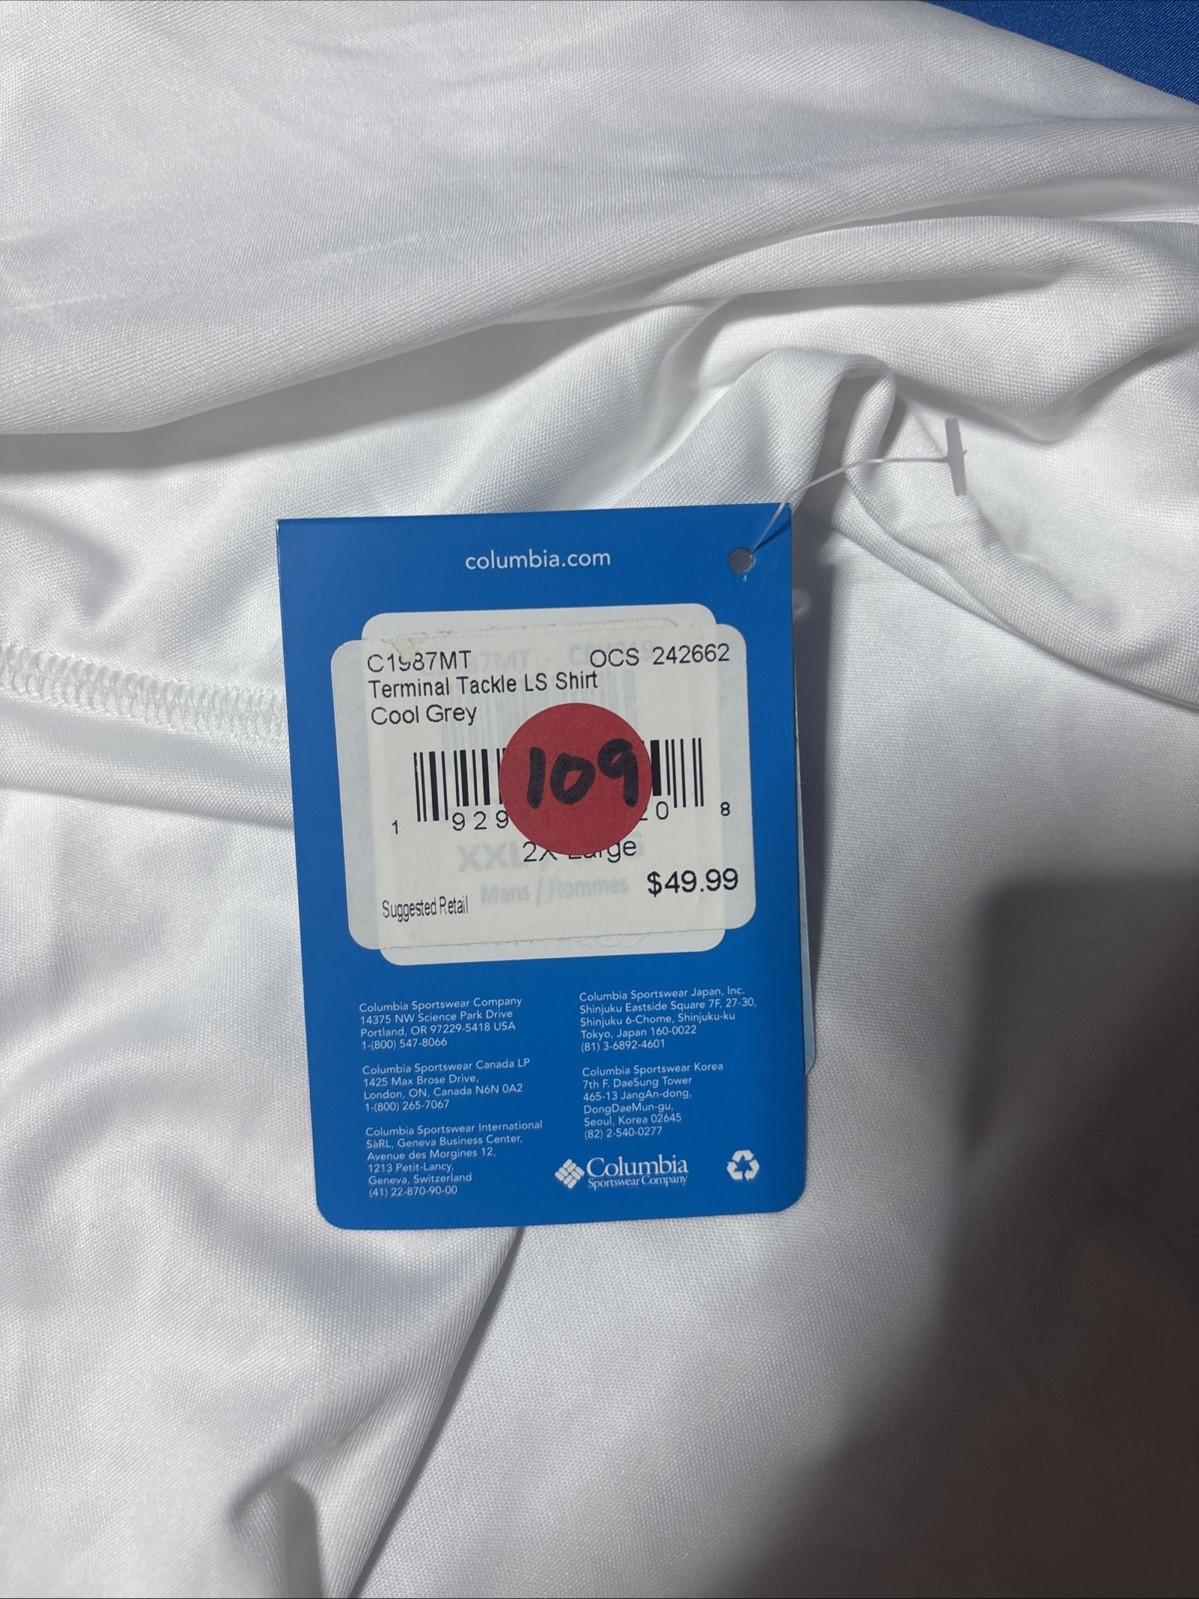 columbia.com
C1987MT OCS 242662
Terminal Tackle LS Shirt
Cool Grey
109
1 929 20 8
2X Large
XX
Mens / Hommes
$49.99
Suggested Retail
Columbia Sportswear Company
14375 NW Science Park Drive
Portland, OR 97229-5418 USA
1-(800) 547-8066
Columbia Sportswear Canada LP
1425 Max Brose Drive,
London, ON, Canada N6N 0A2
1-(800) 265-7067
Columbia Sportswear International
SàRL, Geneva Business Center,
Avenue des Morgines 12,
1213 Petit-Lancy,
Geneva, Switzerland
(41) 22-870-90-00
Columbia Sportswear Japan, Inc.
Shinjuku Eastside Square 7F, 27-30,
Shinjuku 6-Chome, Shinjuku-ku
Tokyo, Japan 160-0022
(81) 3-6892-4601
Columbia Sportswear Korea
7th F. DaeSung Tower
465-13 JangAn-dong,
DongDaeMun-gu,
Seoul, Korea 02645
(82) 2-540-0277
Columbia
Sportswear Company